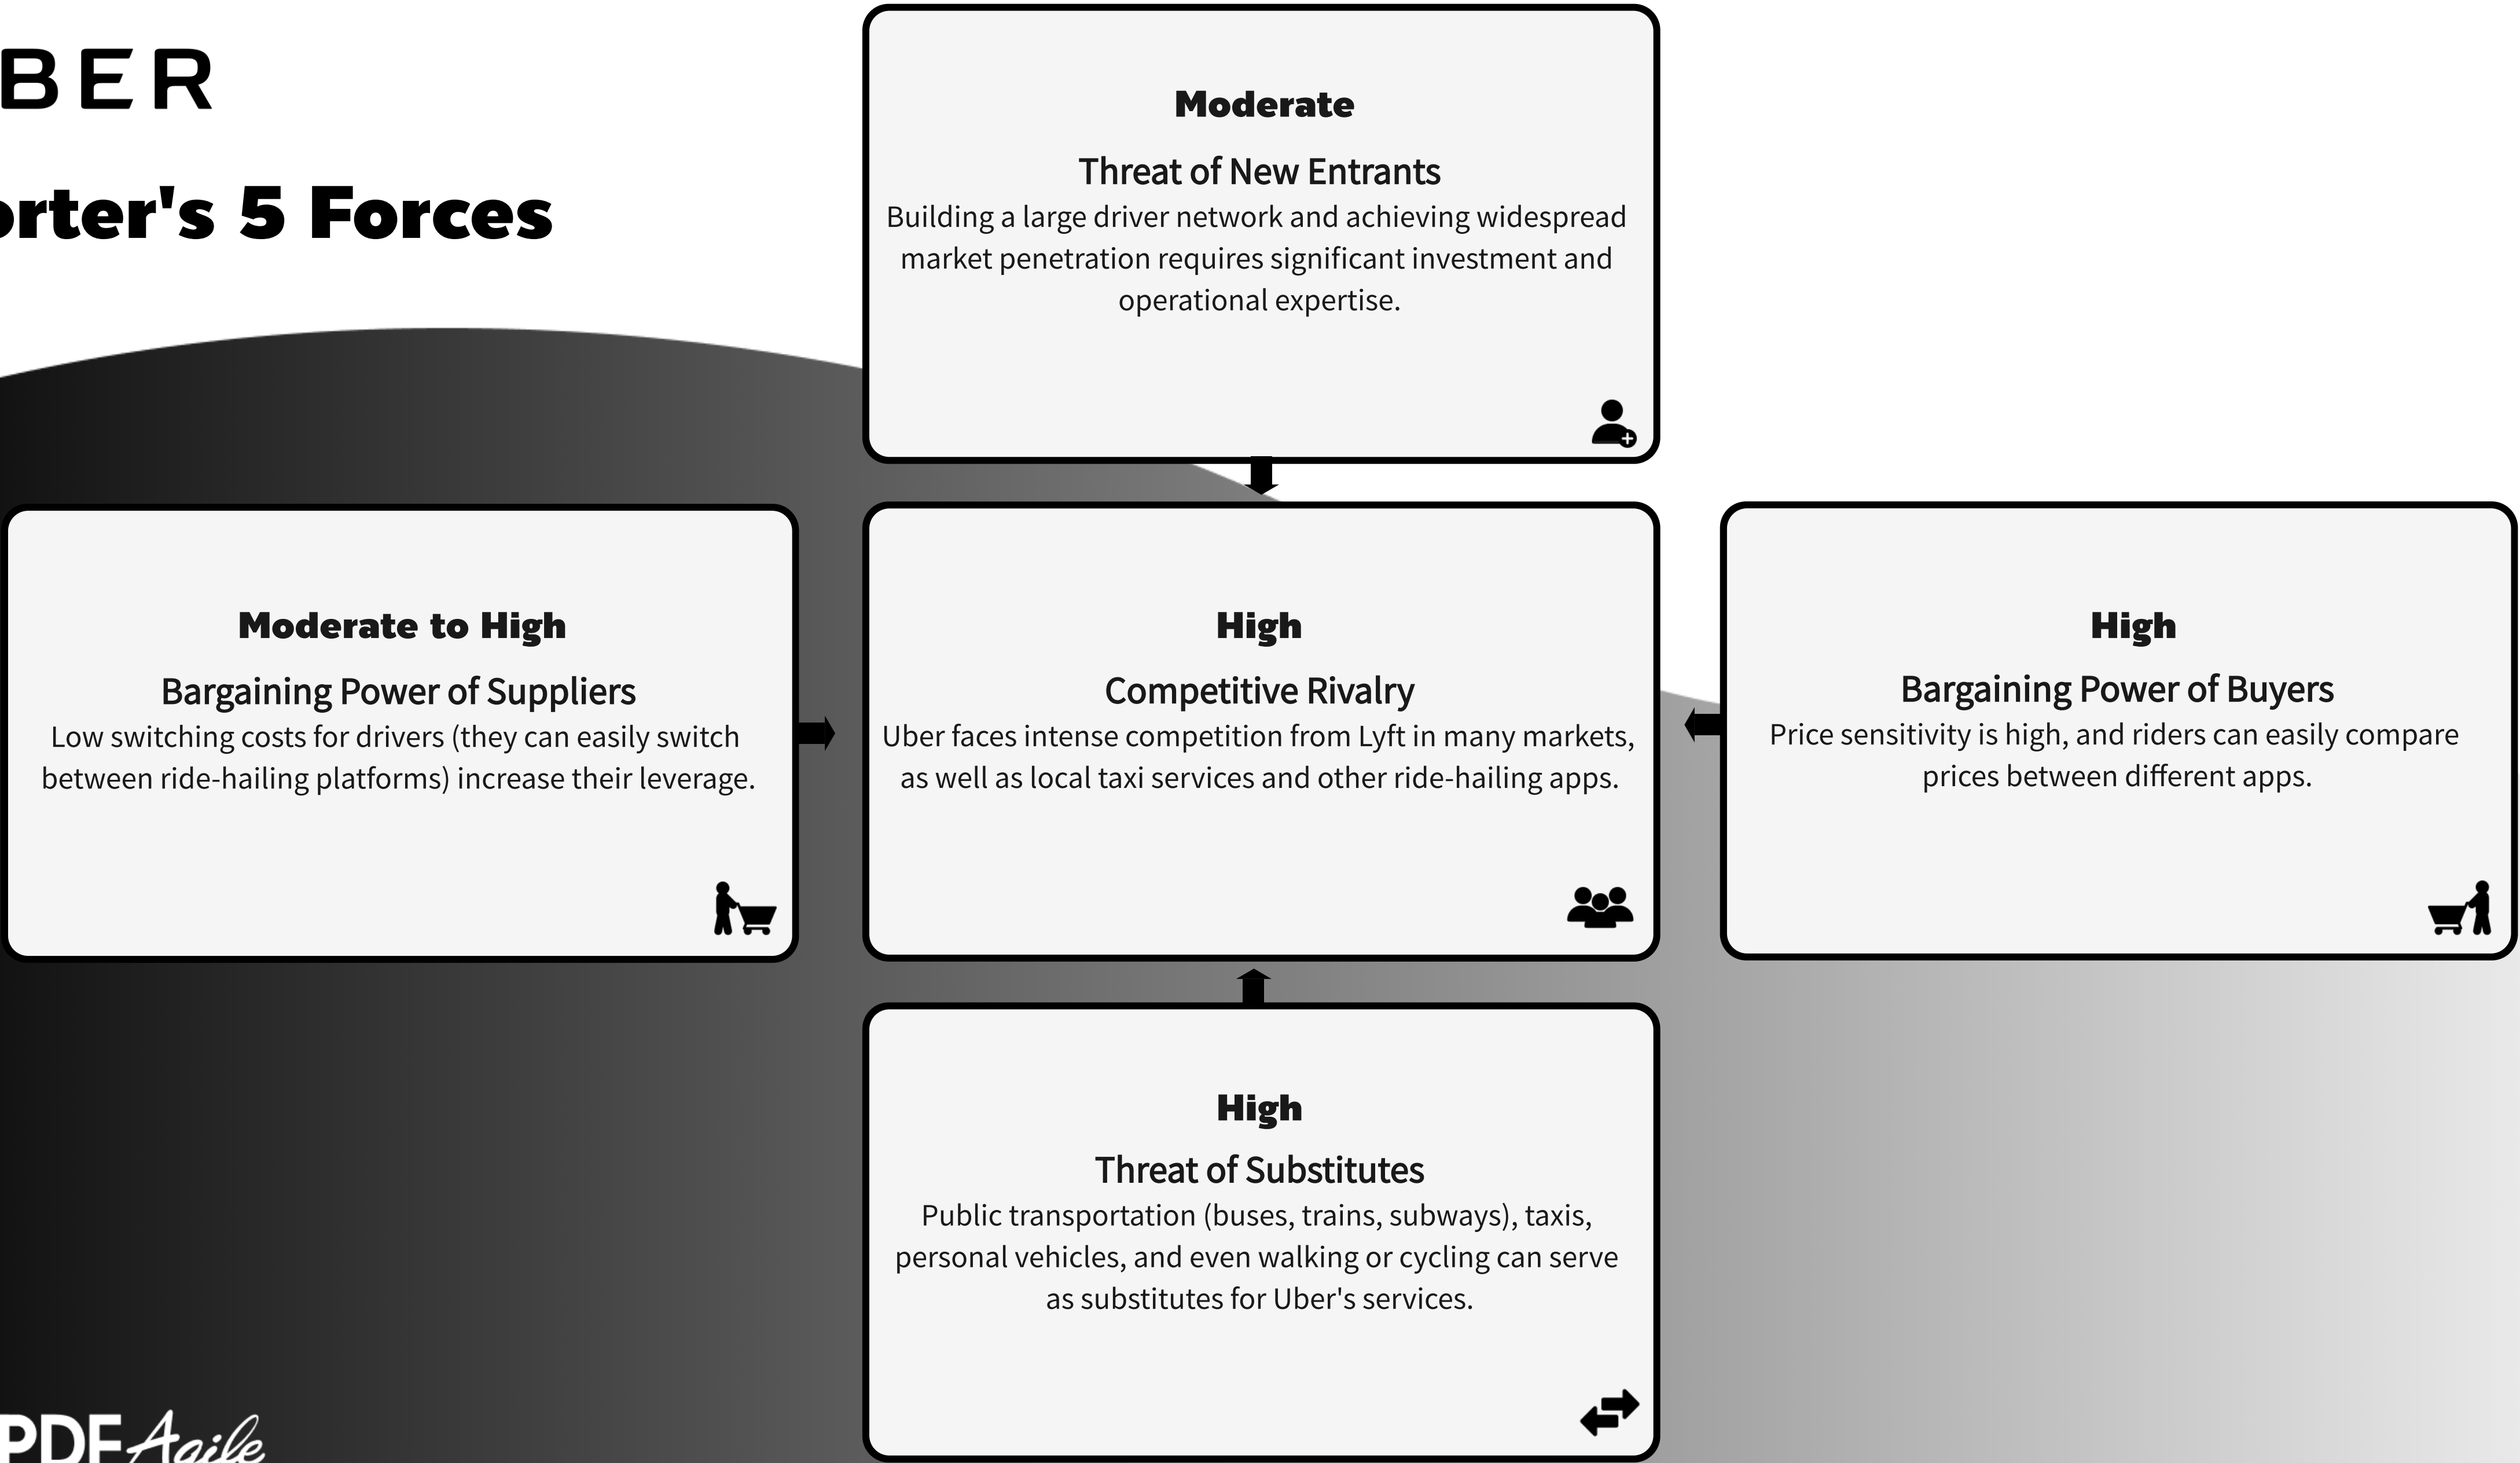 BER
orter's 5 Forces
Moderate
Threat of New Entrants
Building a large driver network and achieving widespread
market penetration requires significant investment and
operational expertise.
Moderate to High
Bargaining Power of Suppliers
Low switching costs for drivers (they can easily switch
between ride-hailing platforms) increase their leverage.
High
Competitive Rivalry
Uber faces intense competition from Lyft in many markets,
as well as local taxi services and other ride-hailing apps.
High
Bargaining Power of Buyers
Price sensitivity is high, and riders can easily compare
prices between different apps.
High
Threat of Substitutes
Public transportation (buses, trains, subways), taxis,
personal vehicles, and even walking or cycling can serve
as substitutes for Uber's services.
PDF Agile